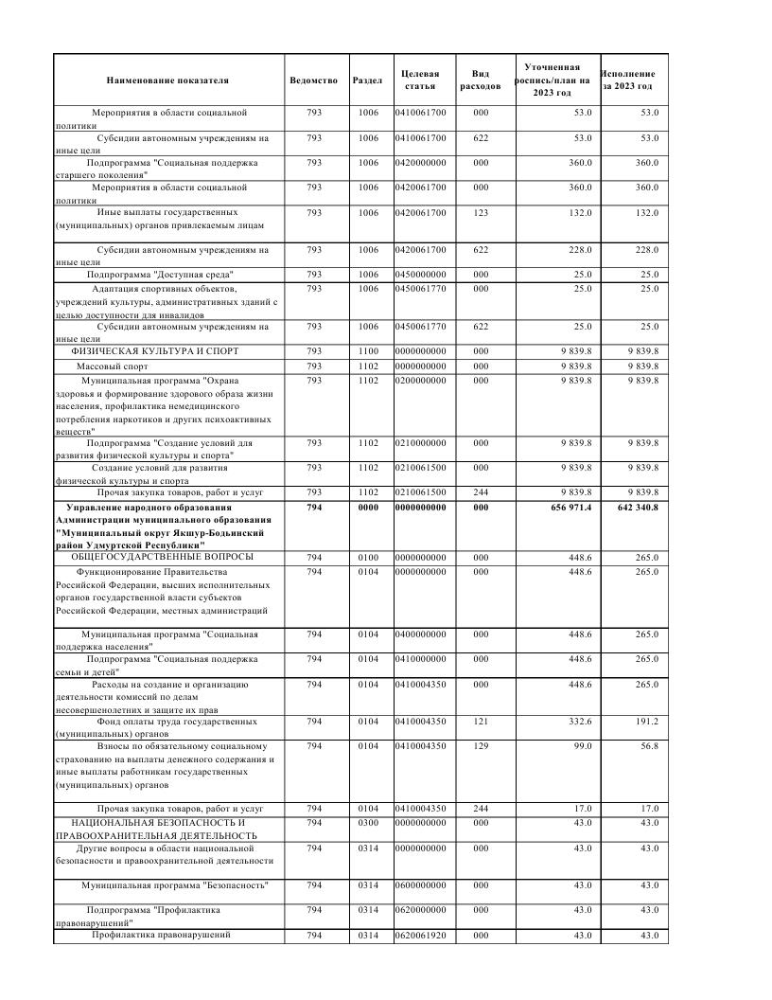 Наименование показателя Ведомство Раздел Целевая статья Вид расходов Уточненная роспись/план на 2023 год Исполнение за 2023 год
Мероприятия в области социальной 793 1006 0410061700 000 53.0 53.0
политики
Субсидии автономным учреждениям на 793 1006 0410061700 622 53.0 53.0
иные цели
Подпрограмма "Социальная поддержка 793 1006 0420000000 000 360.0 360.0
старшего поколения"
Мероприятия в области социальной 793 1006 0420061700 000 360.0 360.0
политики
Иные выплаты государственных 793 1006 0420061700 123 132.0 132.0
(муниципальных) органов привлекаемым лицам
Субсидии автономным учреждениям на 793 1006 0420061700 622 228.0 228.0
иные цели
Подпрограмма "Доступная среда" 793 1006 0450000000 000 25.0 25.0
Адаптация спортивных объектов, 793 1006 0450061770 000 25.0 25.0
учреждений культуры, административных зданий с
целью доступности для инвалидов
Субсидии автономным учреждениям на 793 1006 0450061770 622 25.0 25.0
иные цели
ФИЗИЧЕСКАЯ КУЛЬТУРА И СПОРТ 793 1100 0000000000 000 9 839.8 9 839.8
Массовый спорт 793 1102 0000000000 000 9 839.8 9 839.8
Муниципальная программа "Охрана 793 1102 0200000000 000 9 839.8 9 839.8
здоровья и формирование здорового образа жизни
населения, профилактика немедицинского
потребления наркотиков и других психоактивных
веществ"
Подпрограмма "Создание условий для 793 1102 0210000000 000 9 839.8 9 839.8
развития физической культуры и спорта"
Создание условий для развития 793 1102 0210061500 000 9 839.8 9 839.8
физической культуры и спорта
Прочая закупка товаров, работ и услуг 793 1102 0210061500 244 9 839.8 9 839.8
Управление народного образования 794 0000 0000000000 000 656 971.4 642 340.8
Администрации муниципального образования
"Муниципальный округ Якшур-Бодьинский
район Удмуртской Республики"
ОБЩЕГОСУДАРСТВЕННЫЕ ВОПРОСЫ 794 0100 0000000000 000 448.6 265.0
Функционирование Правительства 794 0104 0000000000 000 448.6 265.0
Российской Федерации, высших исполнительных
органов государственной власти субъектов
Российской Федерации, местных администраций
Муниципальная программа "Социальная 794 0104 0400000000 000 448.6 265.0
поддержка населения"
Подпрограмма "Социальная поддержка 794 0104 0410000000 000 448.6 265.0
семьи и детей"
Расходы на создание и организацию 794 0104 0410004350 000 448.6 265.0
деятельности комиссий по делам
несовершенолетних и защите их прав
Фонд оплаты труда государственных 794 0104 0410004350 121 332.6 191.2
(муниципальных) органов
Взносы по обязательному социальному 794 0104 0410004350 129 99.0 56.8
страхованию на выплаты денежного содержания и
иные выплаты работникам государственных
(муниципальных) органов
Прочая закупка товаров, работ и услуг 794 0104 0410004350 244 17.0 17.0
НАЦИОНАЛЬНАЯ БЕЗОПАСНОСТЬ И 794 0300 0000000000 000 43.0 43.0
ПРАВООХРАНИТЕЛЬНАЯ ДЕЯТЕЛЬНОСТЬ
Другие вопросы в области национальной 794 0314 0000000000 000 43.0 43.0
безопасности и правоохранительной деятельности
Муниципальная программа "Безопасность" 794 0314 0600000000 000 43.0 43.0
Подпрограмма "Профилактика 794 0314 0620000000 000 43.0 43.0
правонарушений"
Профилактика правонарушений 794 0314 0620061920 000 43.0 43.0